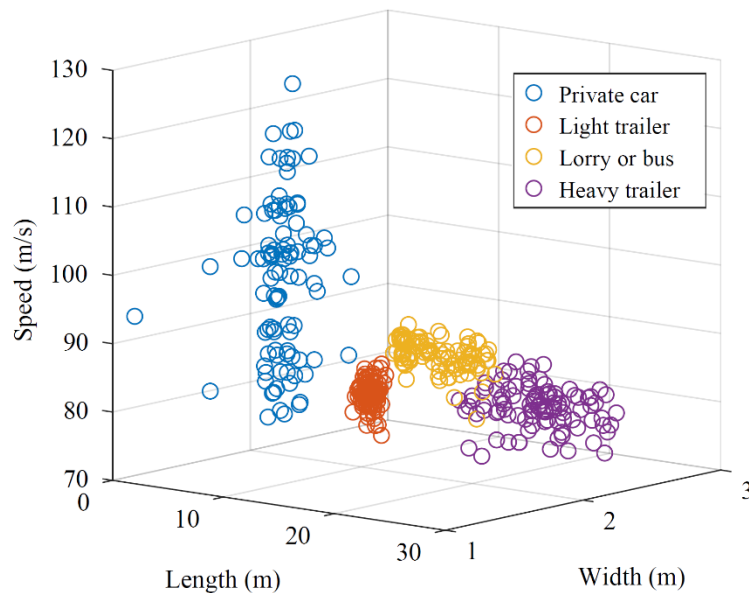 130
120
110
100
90
80
70
Speed (m/s)
Private car
Light trailer
Lorry or bus
Heavy trailer
0
10
20
30
Length (m)
1
2
3
Width (m)